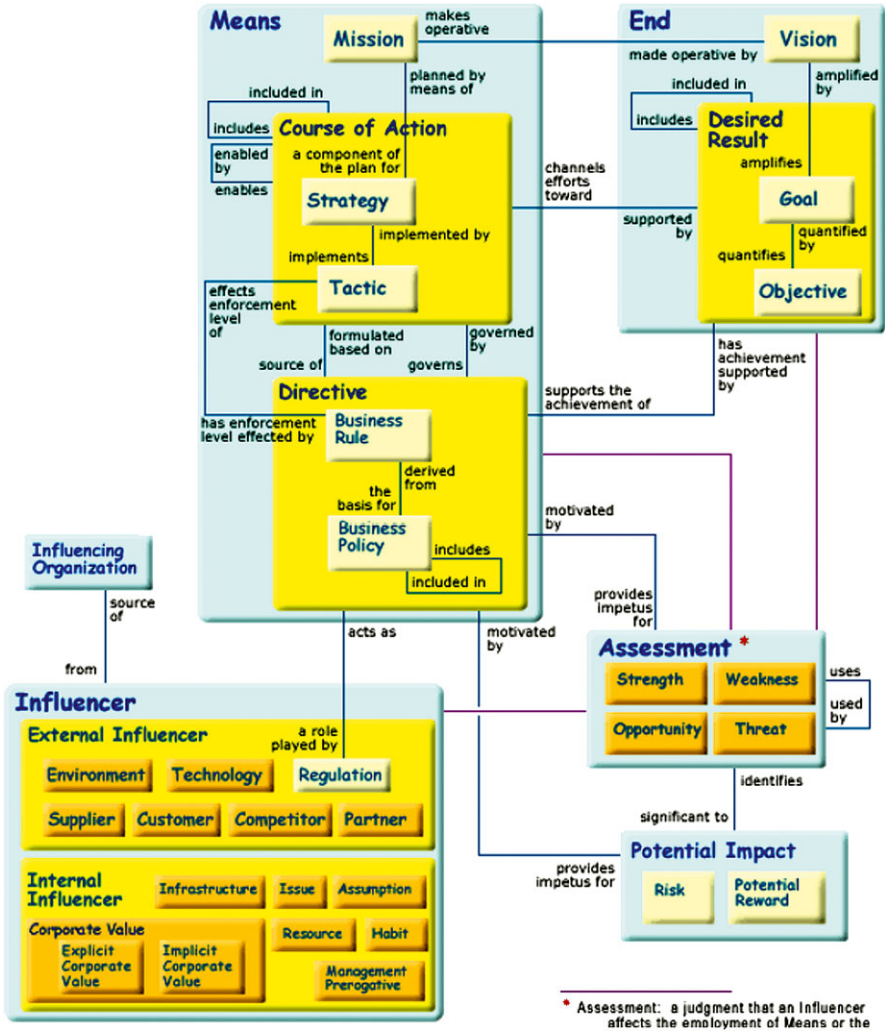 Means
Mission
makes
operative
End
Vision
made operative by
planned by
means of
amplified
by
included in
includes
enabled
by
enables
Course of Action
a component of
the plan for
Strategy
implemented by
implements
Tactic
included in
includes
Desired
Result
amplifies
Goal
quantified
by
quantifies
Objective
channels
efforts
toward
supported
by
effects
enforcement
level
of
formulated
based on
source of
governed
by
governs
has
achievement
supported
by
Directive
supports the
achievement of
has enforcement
level effected by
Business
Rule
derived
from
the
basis for
Business
Policy
includes
included in
motivated
by
Influencing
Organization
source
of
from
acts as
motivated
by
provides
impetus
for
Assessment *
Strength
Weakness
Opportunity
Threat
uses
used
by
Influencer
External Influencer
a role
played by
Environment
Technology
Regulation
Supplier
Customer
Competitor
Partner
identifies
significant to
Potential Impact
provides
impetus for
Risk
Potential
Reward
Internal
Influencer
Infrastructure
Issue
Assumption
Corporate Value
Explicit
Corporate
Value
Implicit
Corporate
Value
Resource
Habit
Management
Prerogative
* Assessment: a judgment that an Influencer
affects the employment of Means or the